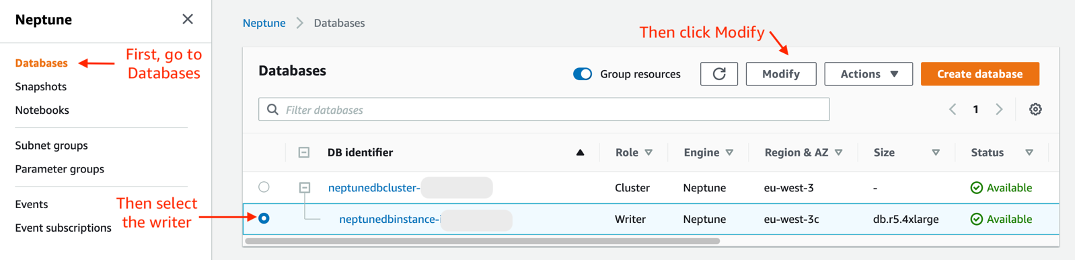 Neptune
Neptune > Databases
Then click Modify
Databases
First, go to
Databases
Snapshots
Notebooks
Subnet groups
Parameter groups
Events
Event subscriptions
Then select
the writer
Databases
Group resources
Modify
Actions
Create database
Filter databases
1
DB identifier Role Engine Region & AZ Size Status
neptunedbcluster- Cluster Neptune eu-west-3 - Available
neptunedbinstance- Writer Neptune eu-west-3c db.r5.4xlarge Available